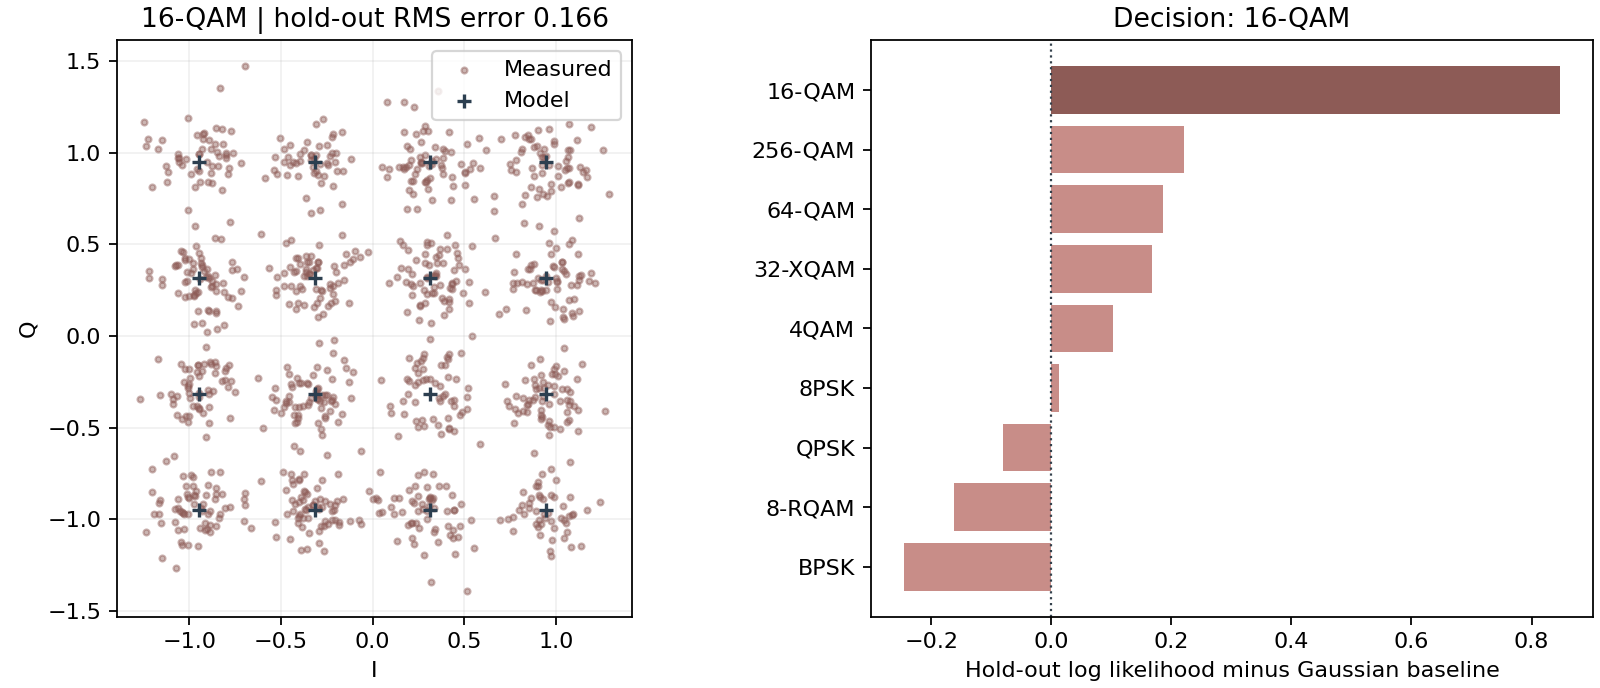 16-QAM | hold-out RMS error 0.166
Measured
Model
1.5
1.0
0.5
0.0
−0.5
−1.0
−1.5
Q
−1.0 −0.5 0.0 0.5 1.0
I
Decision: 16-QAM
16-QAM
256-QAM
64-QAM
32-XQAM
4QAM
8PSK
QPSK
8-RQAM
BPSK
−0.2 0.0 0.2 0.4 0.6 0.8
Hold-out log likelihood minus Gaussian baseline